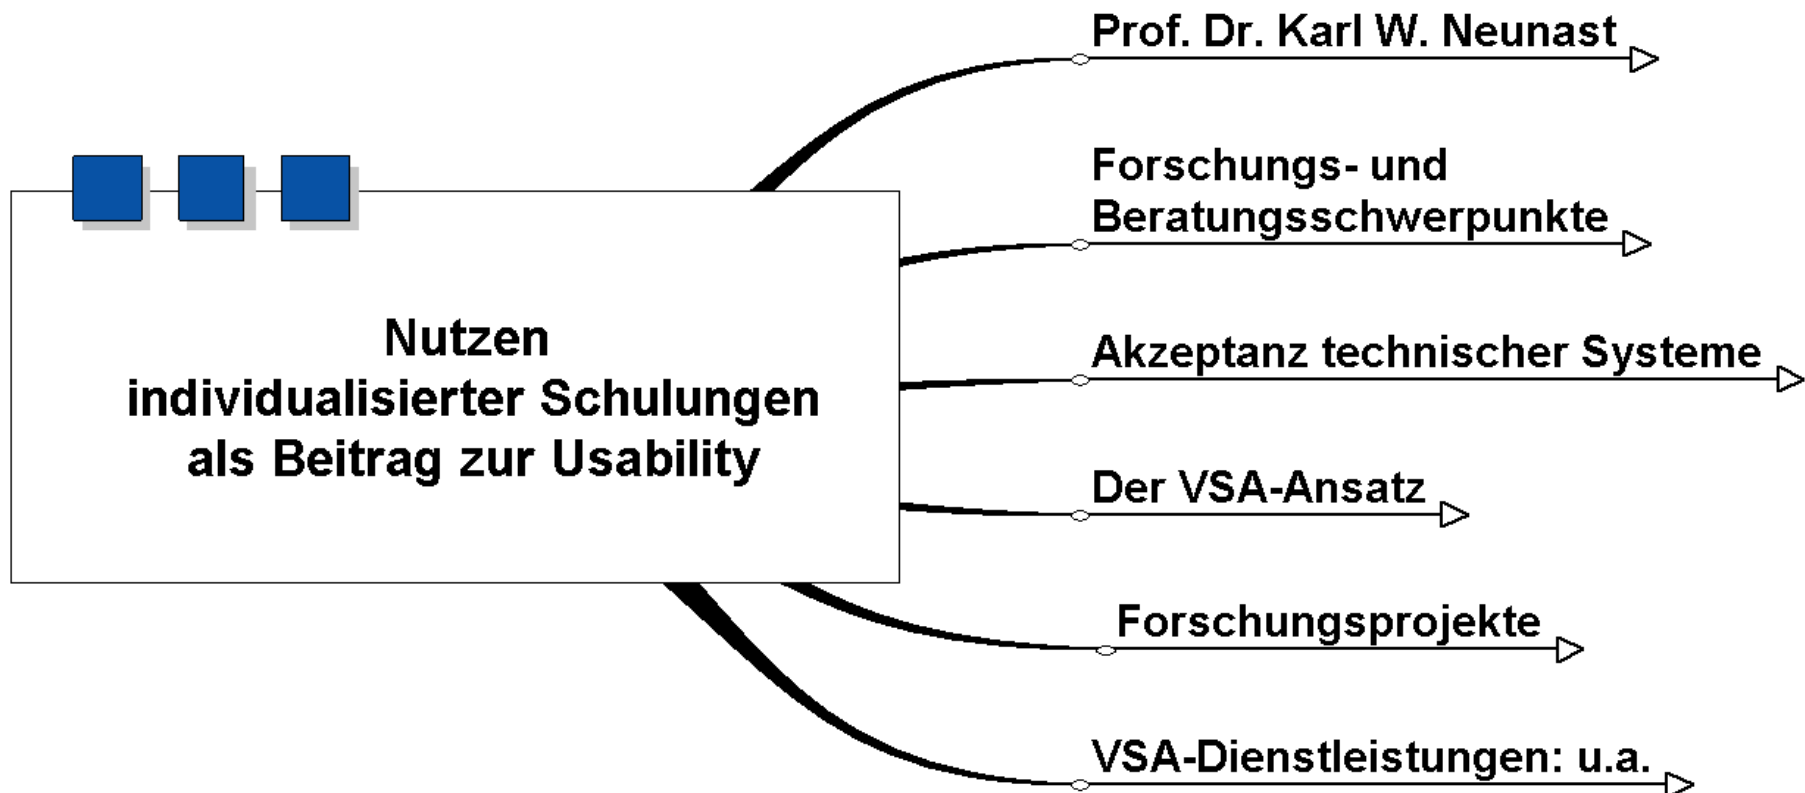 Nutzen
individualisierter Schulungen
als Beitrag zur Usability
Prof. Dr. Karl W. Neunast
Forschungs- und
Beratungsschwerpunkte
Akzeptanz technischer Systeme
Der VSA-Ansatz
Forschungsprojekte
VSA-Dienstleistungen: u.a.